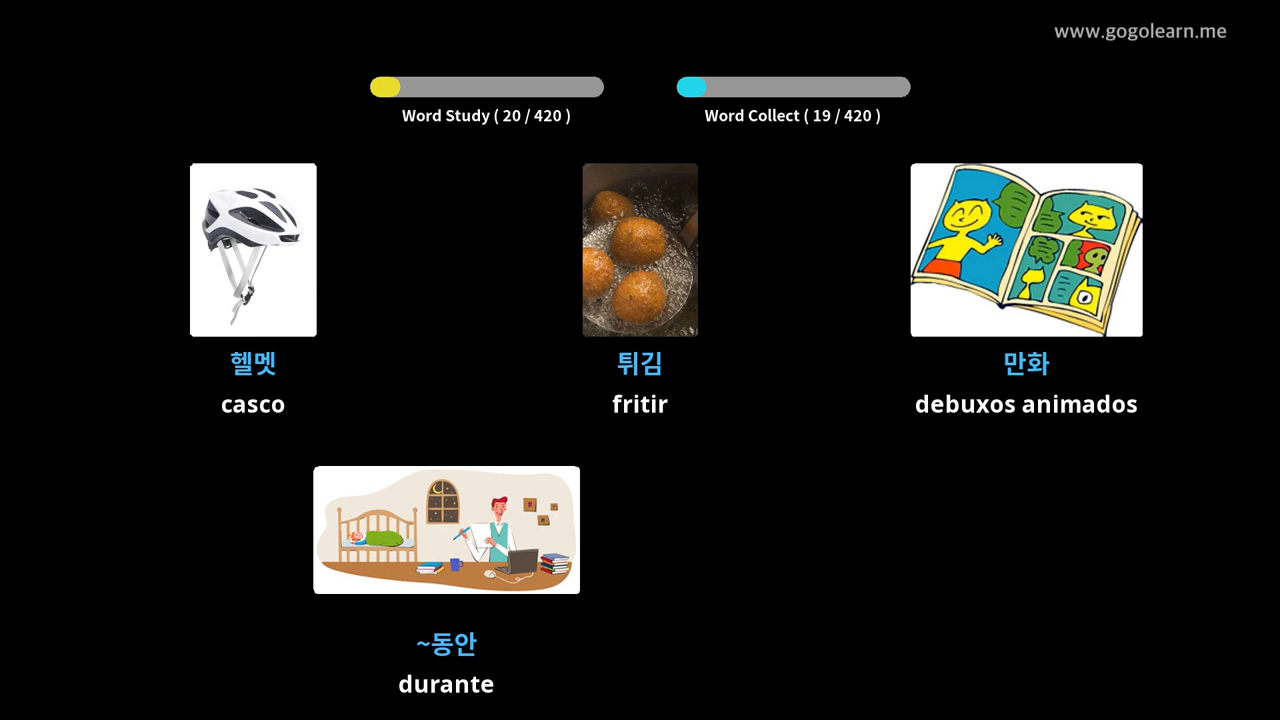 www.gogolearn.me
Word Study ( 20 / 420 )
Word Collect ( 19 / 420 )
헬멧
casco
튀김
fritir
만화
debuxos animados
~동안
durante